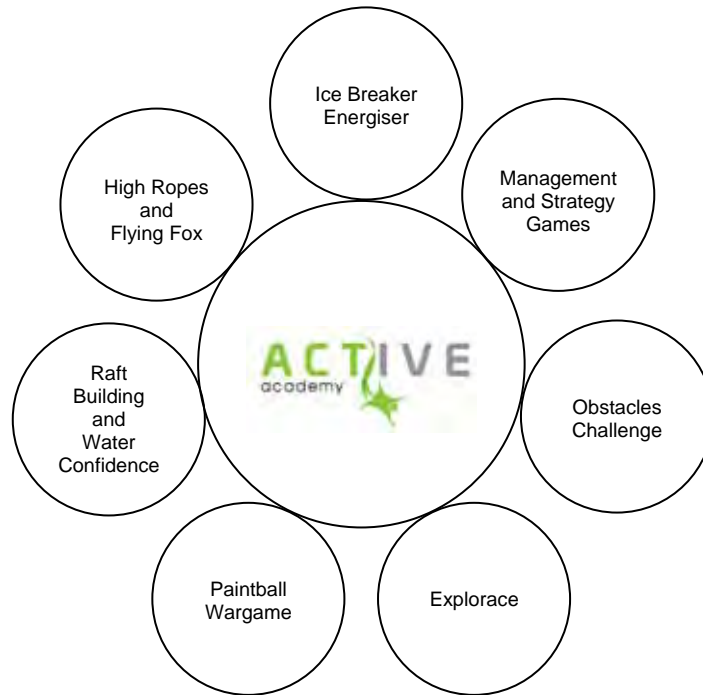 Ice Breaker
Energiser
Management
and Strategy
Games
Obstacles
Challenge
Explorace
Paintball
Wargame
Raft
Building
and
Water
Confidence
High Ropes
and
Flying Fox
ACTIVE
academy